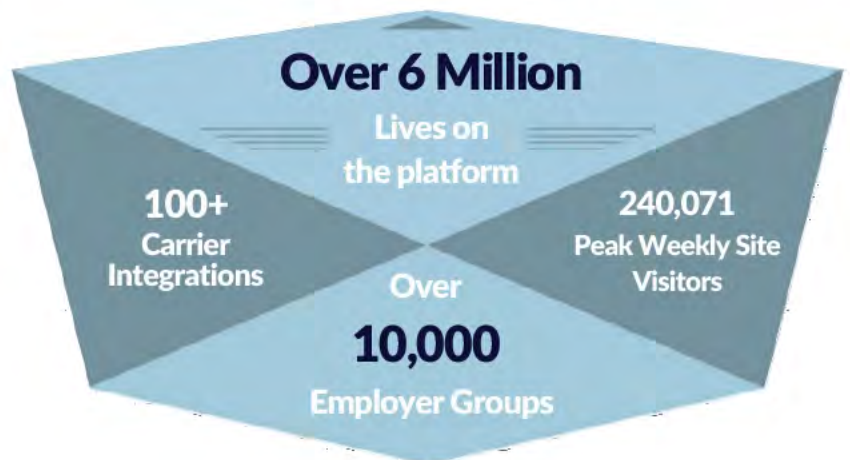 Over 6 Million
Lives on
the platform
100+
Carrier
Integrations
240,071
Peak Weekly Site
Visitors
Over
10,000
Employer Groups